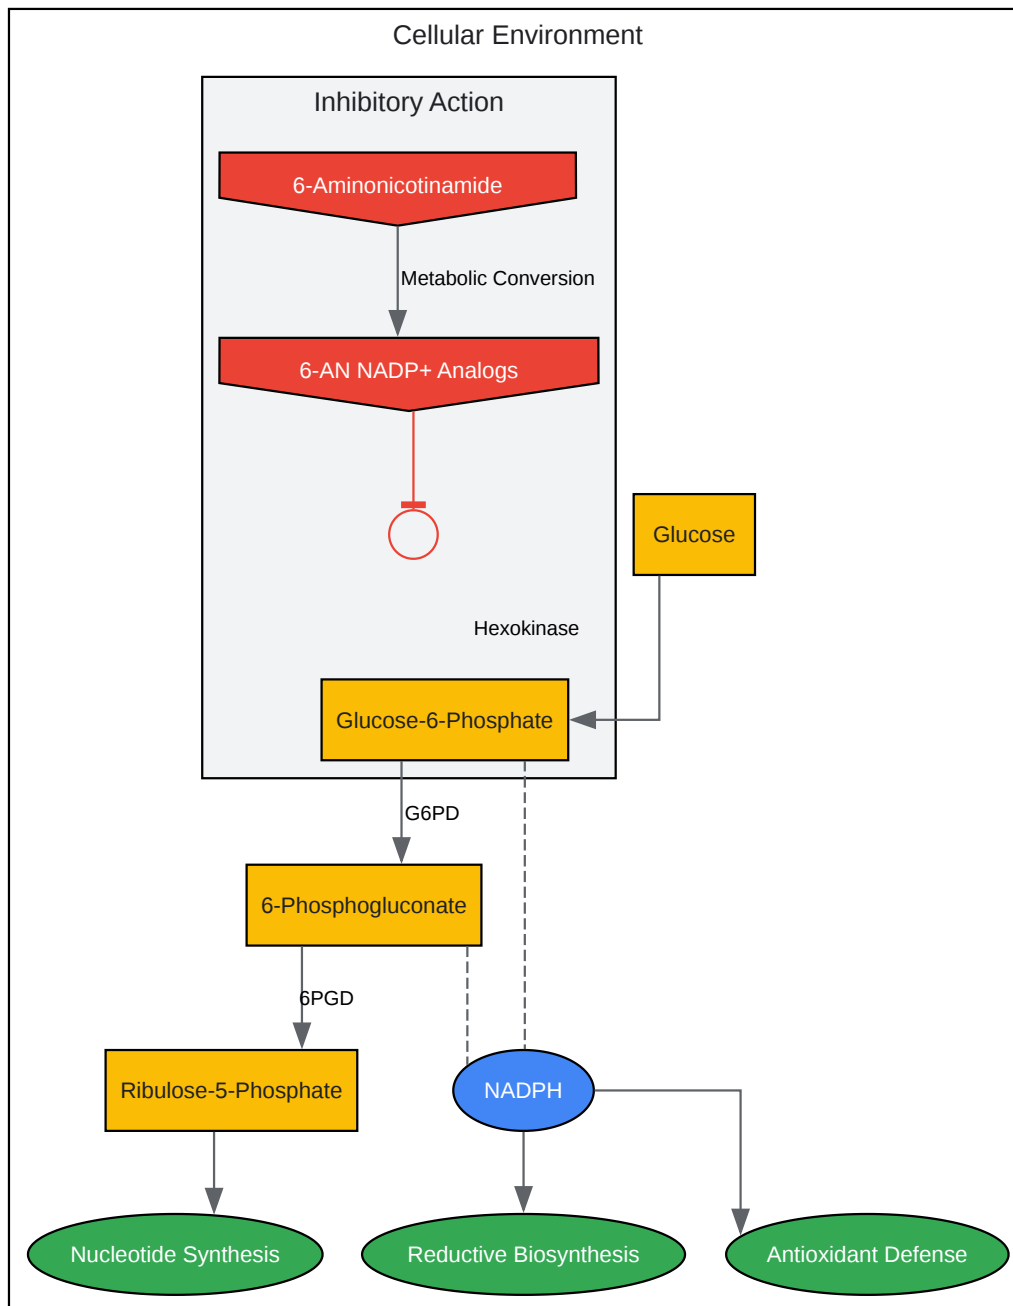 Cellular Environment
Inhibitory Action
6-Aminonicotinamide
Metabolic Conversion
6-AN NADP+ Analogs
Glucose
Hexokinase
Glucose-6-Phosphate
G6PD
6-Phosphogluconate
6PGD
Ribulose-5-Phosphate
NADPH
Nucleotide Synthesis
Reductive Biosynthesis
Antioxidant Defense